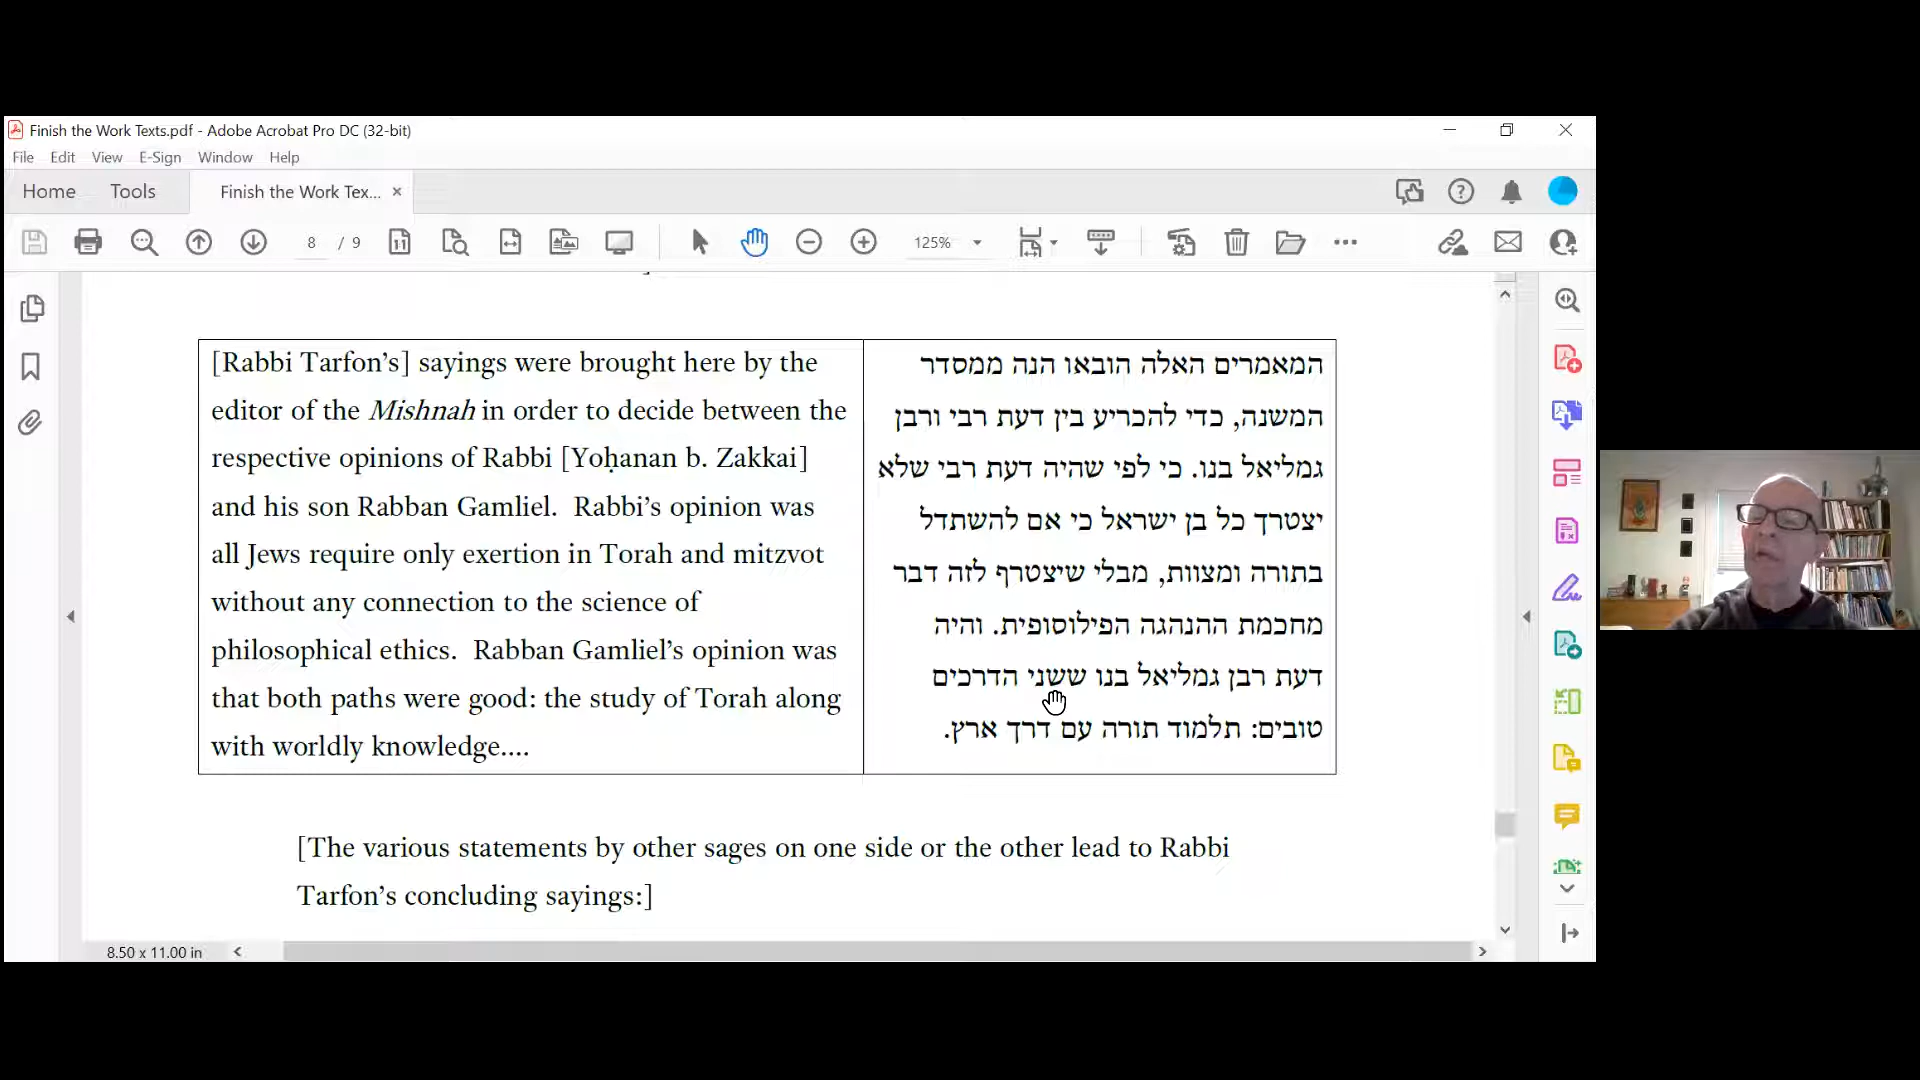 Finish the Work Texts.pdf - Adobe Acrobat Pro DC (32-bit)
File Edit View E-Sign Window Help
Home Tools Finish the Work Tex... ×
8 / 9 125%
[Rabbi Tarfon’s] sayings were brought here by the
editor of the Mishnah in order to decide between the
respective opinions of Rabbi [Yoḥanan b. Zakkai]
and his son Rabban Gamliel. Rabbi’s opinion was
all Jews require only exertion in Torah and mitzvot
without any connection to the science of
philosophical ethics. Rabban Gamliel’s opinion was
that both paths were good: the study of Torah along
with worldly knowledge....
המאמרים האלה הובאו הנה ממסדר
המשנה, כדי להכריע בין דעת רבי ורבן
גמליאל בנו. כי לפי שהיה דעת רבי שלא
יצטרך כל בן ישראל כי אם להשתדל
בתורה ומצוות, מבלי שיצטרף לזה דבר
מחכמת ההנהגה הפילוסופית. והיה
דעת רבן גמליאל בנו ששני הדרכים
טובים: תלמוד תורה עם דרך ארץ.
[The various statements by other sages on one side or the other lead to Rabbi
Tarfon’s concluding sayings:]
8.50 x 11.00 in